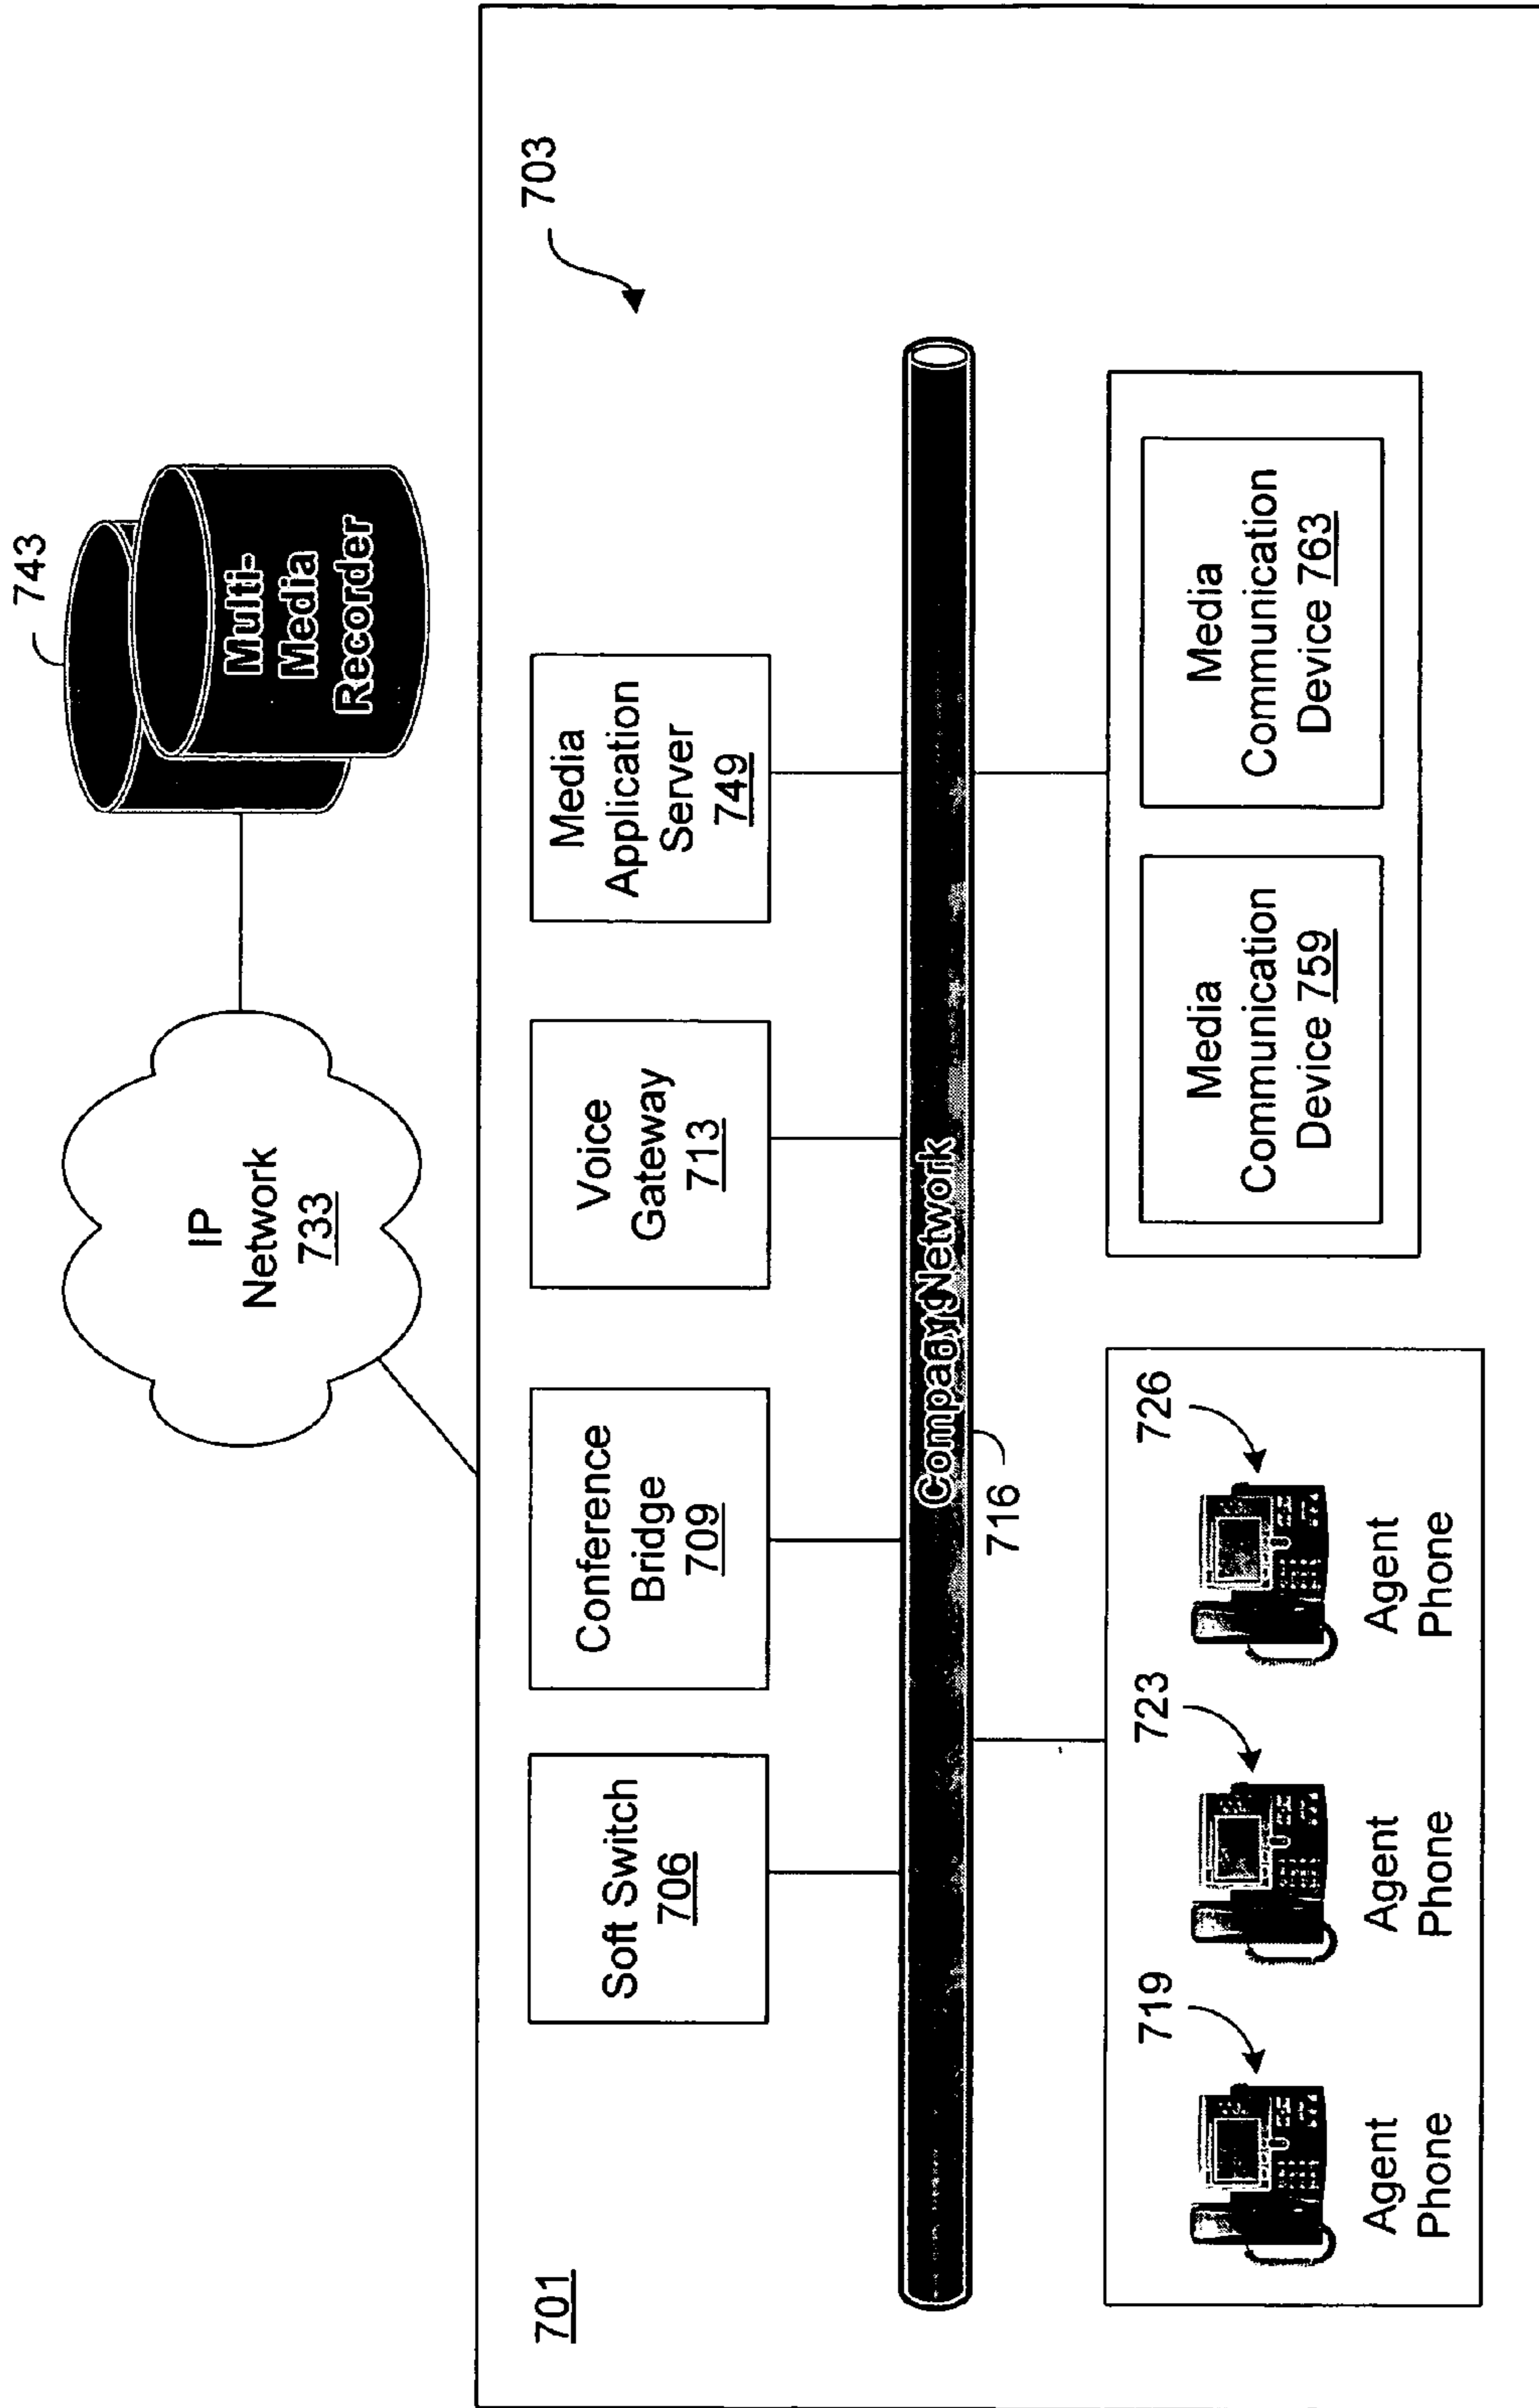 743
Multi-
Media
Recorder
IP
Network
733
701
703
Soft Switch
706
Conference
Bridge
709
Voice
Gateway
713
Media
Application
Server
749
Company Network
716
719
723
726
Agent
Phone
Agent
Phone
Agent
Phone
Media
Communication
Device 759
Media
Communication
Device 763